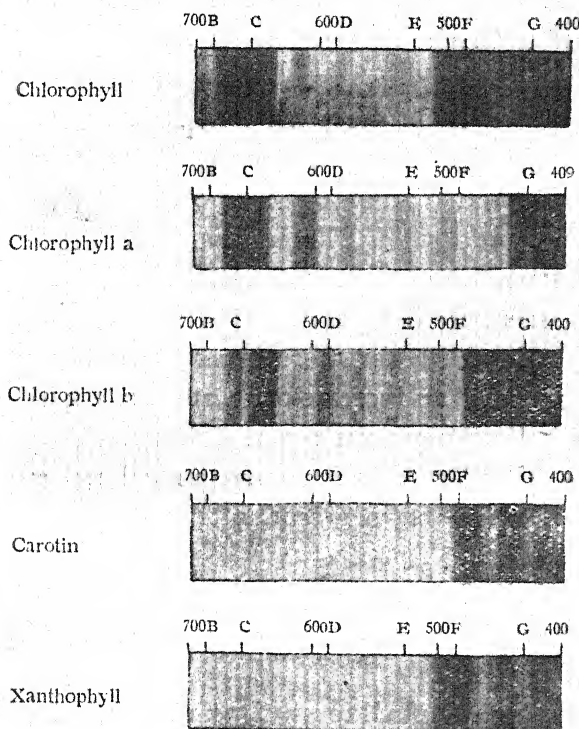 700B C 600D E 500F G 400
Chlorophyll
700B C 600D E 500F G 409
Chlorophyll a
700B C 600D E 500F G 400
Chlorophyll b
700B C 600D E 500F G 400
Carotin
700B C 600D E 500F G 400
Xanthophyll